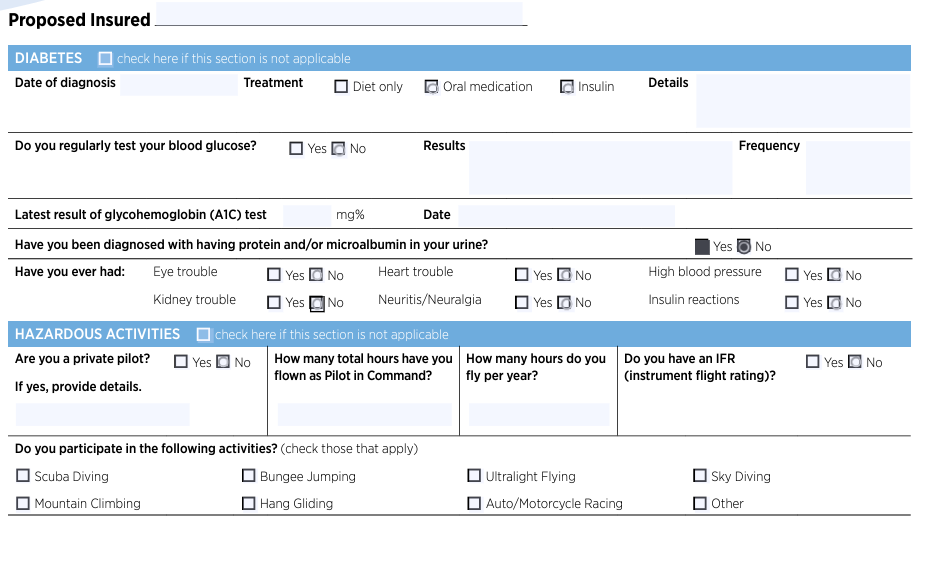 Proposed Insured
DIABETES check here if this section is not applicable
Date of diagnosis Treatment Diet only Oral medication Insulin Details
Do you regularly test your blood glucose? Yes No Results Frequency
Latest result of glycohemoglobin (A1C) test mg% Date
Have you been diagnosed with having protein and/or microalbumin in your urine? Yes No
Have you ever had: Eye trouble Yes No Heart trouble Yes No High blood pressure Yes No
Kidney trouble Yes No Neuritis/Neuralgia Yes No Insulin reactions Yes No
HAZARDOUS ACTIVITIES check here if this section is not applicable
Are you a private pilot? Yes No
If yes, provide details.
How many total hours have you
flown as Pilot in Command?
How many hours do you
fly per year?
Do you have an IFR
(instrument flight rating)? Yes No
Do you participate in the following activities? (check those that apply)
Scuba Diving Bungee Jumping Ultralight Flying Sky Diving
Mountain Climbing Hang Gliding Auto/Motorcycle Racing Other